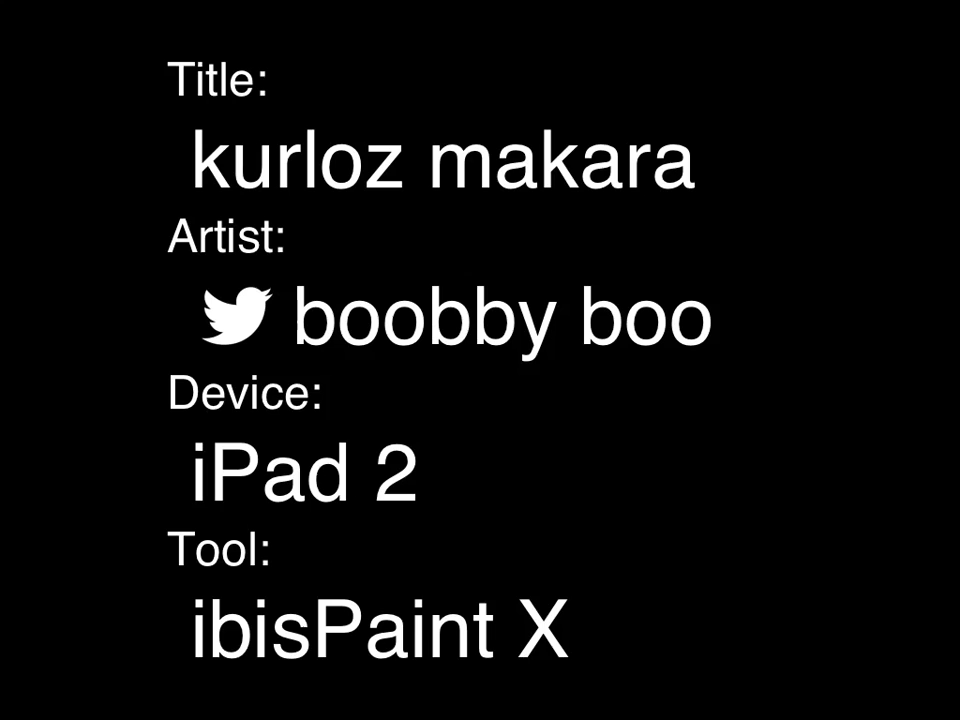 Title:
kurloz makara
Artist:
boobby boo
Device:
iPad 2
Tool:
ibisPaint X